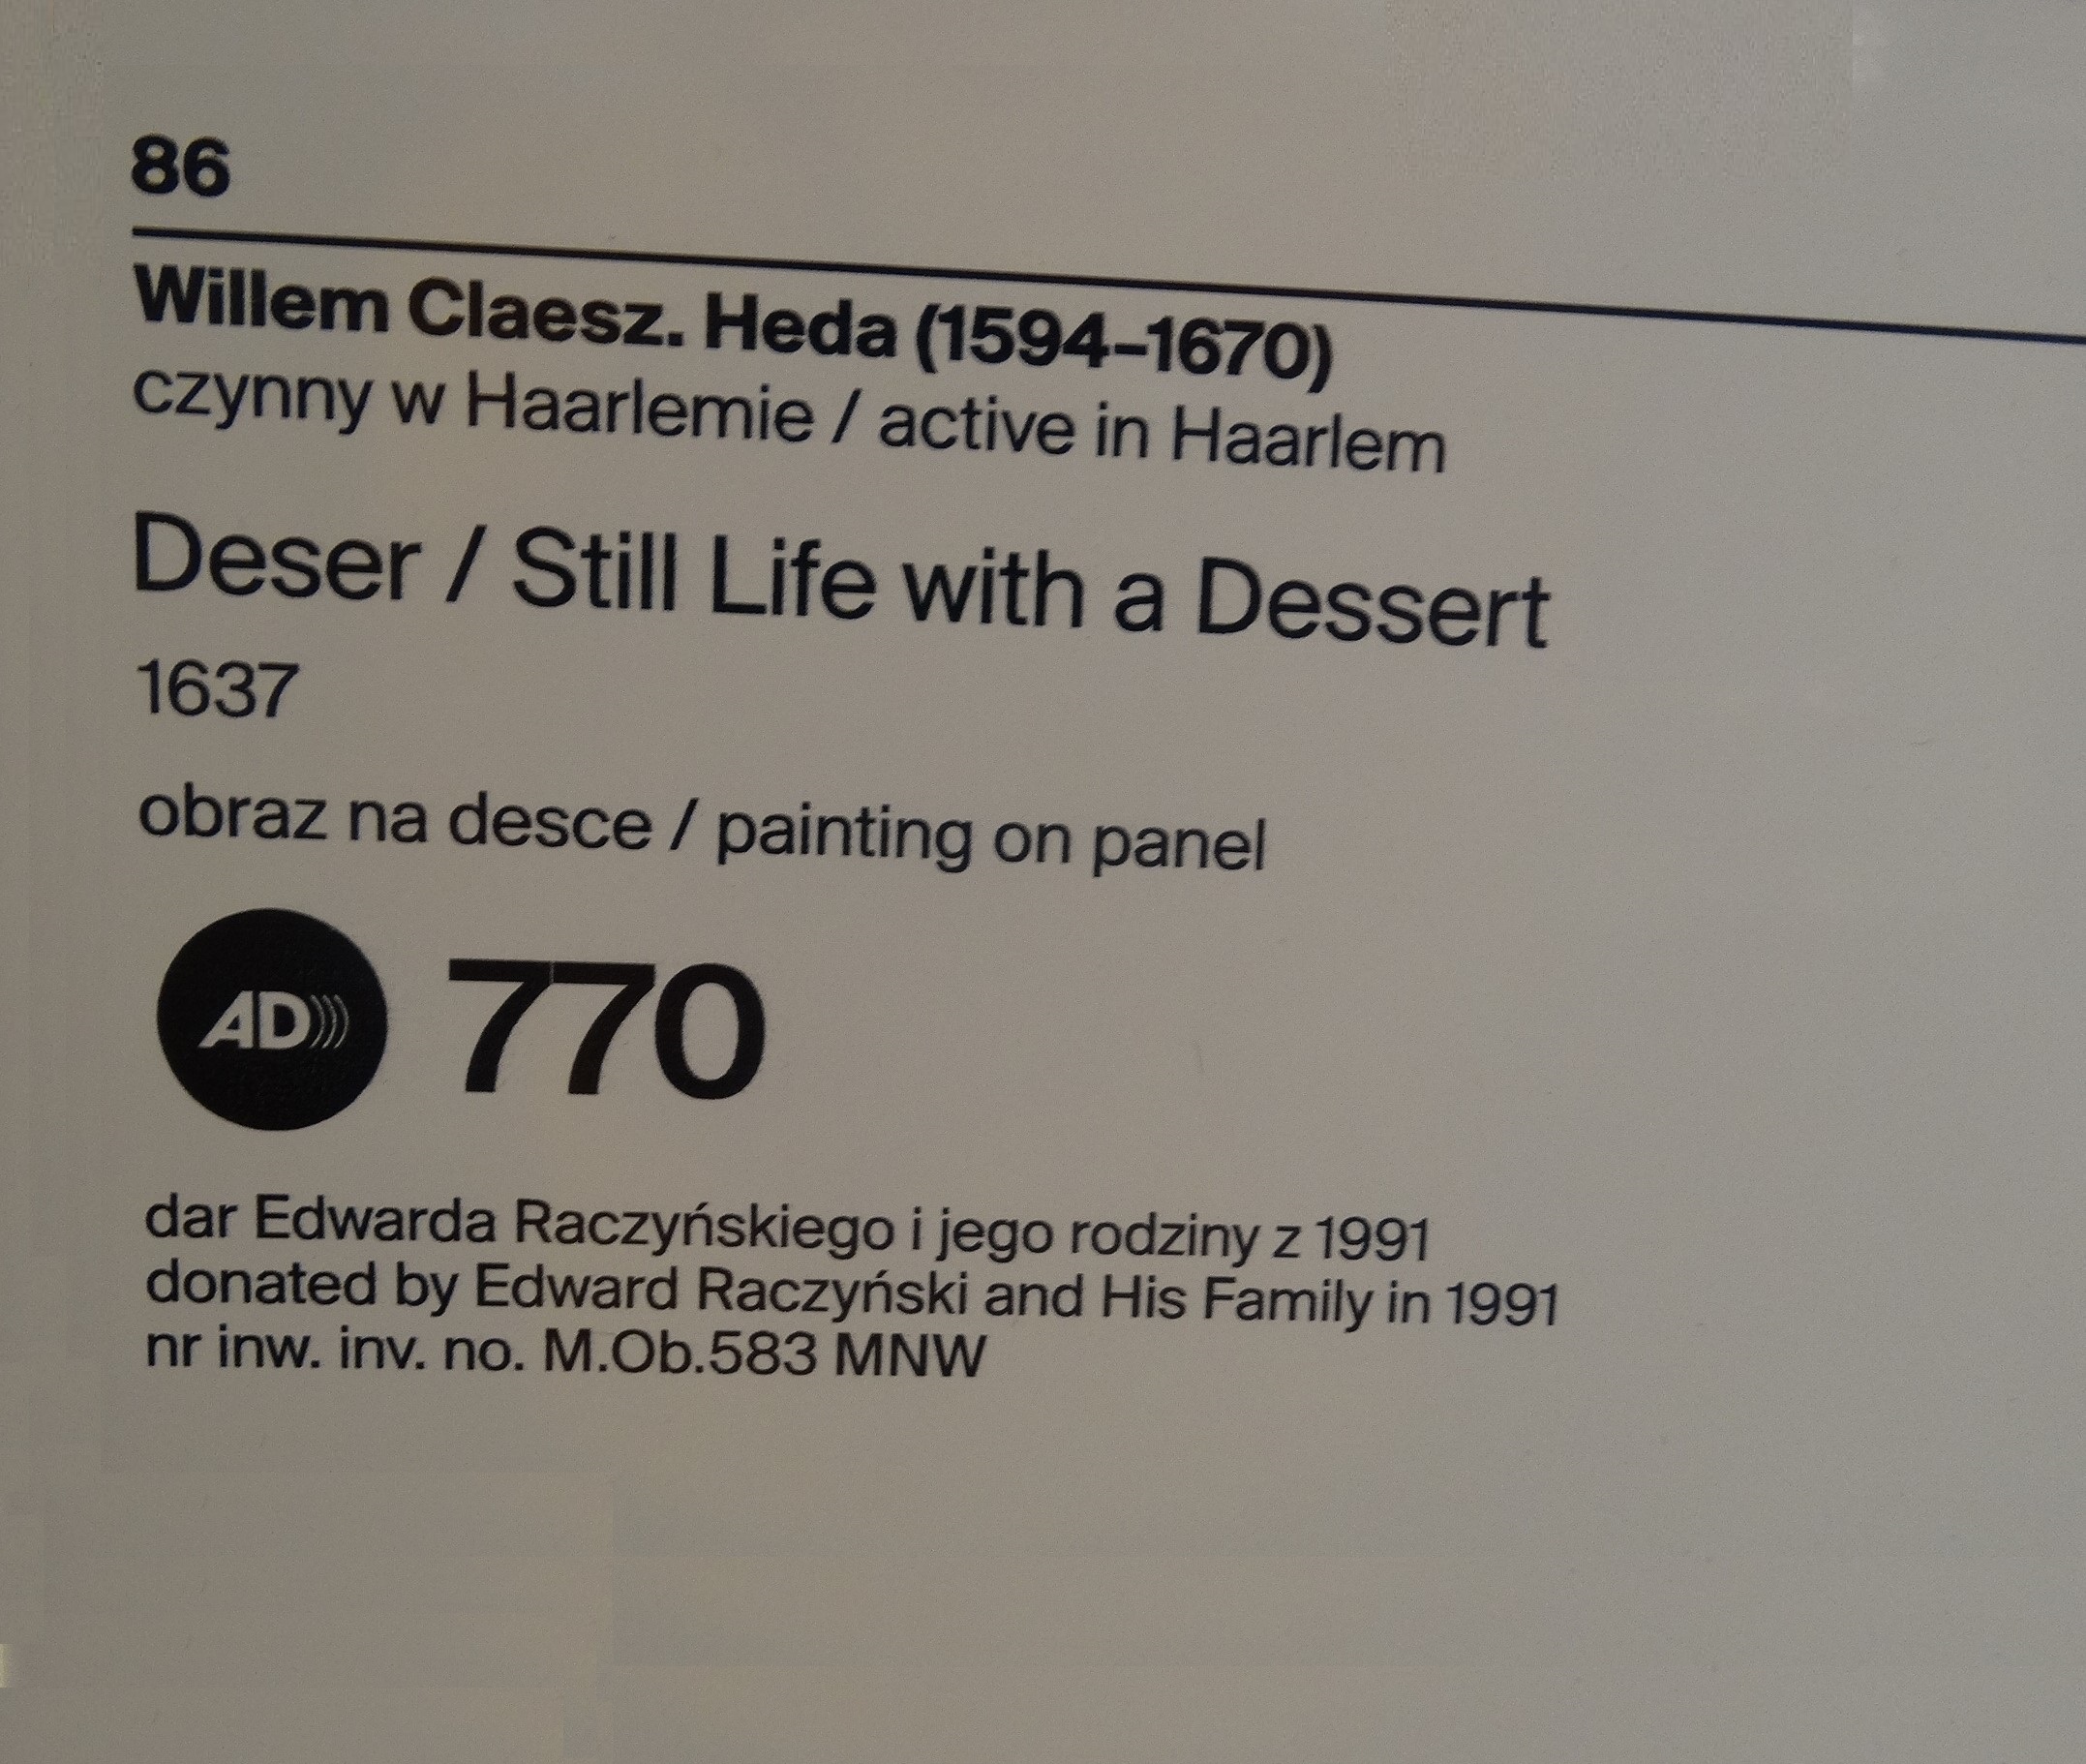 86
Willem Claesz. Heda (1594–1670)
czynny w Haarlemie / active in Haarlem
Deser / Still Life with a Dessert
1637
obraz na desce / painting on panel
AD))) 770
dar Edwarda Raczyńskiego i jego rodziny z 1991
donated by Edward Raczyński and His Family in 1991
nr inw. inv. no. M.Ob.583 MNW